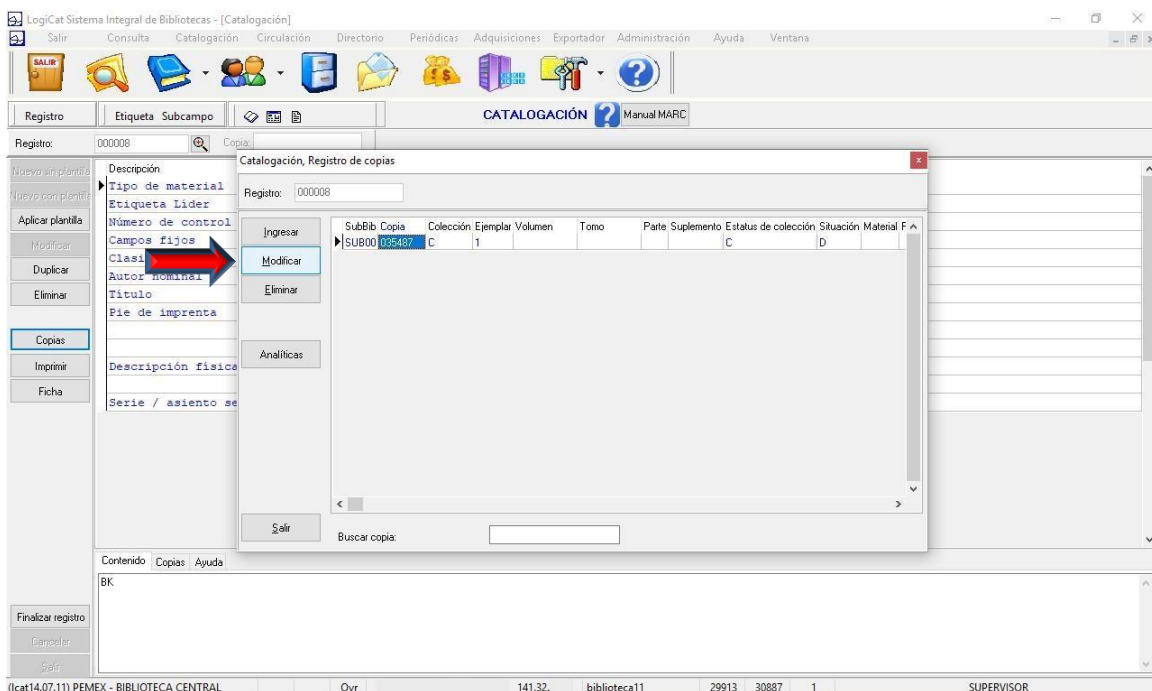 LogiCat Sistema Integral de Bibliotecas - [Catalogación]
Salir Consulta Catalogación Circulación Directorio Periódicas Adquisiciones Exportador Administración Ayuda Ventana
SALIR
Registro Etiqueta Subcampo CATALOGACIÓN Manual MARC
Registro: 000008 Copia:
Nuevo sin plantilla
Nuevo con plantilla
Aplicar plantilla
Modificar
Duplicar
Eliminar
Copias
Imprimir
Ficha
Descripción
Tipo de material
Etiqueta Lider
Número de control
Campos fijos
Clasi
Autor nominal
Título
Pie de imprenta
Descripción física
Serie / asiento se
Catalogación, Registro de copias
x
Registro: 000008
Ingresar
Modificar
Eliminar
Analíticas
Salir
SubBib Copia Colección Ejemplar Volumen Tomo Parte Suplemento Estatus de colección Situación Material F
SUB00 035487 C 1 C D
Buscar copia:
Contenido Copias Ayuda
BK
Finalizar registro
Cancelar
Salir
(lcat14.07.11) PEMEX - BIBLIOTECA CENTRAL Ovr 141.32. biblioteca11 29913 30887 1 SUPERVISOR